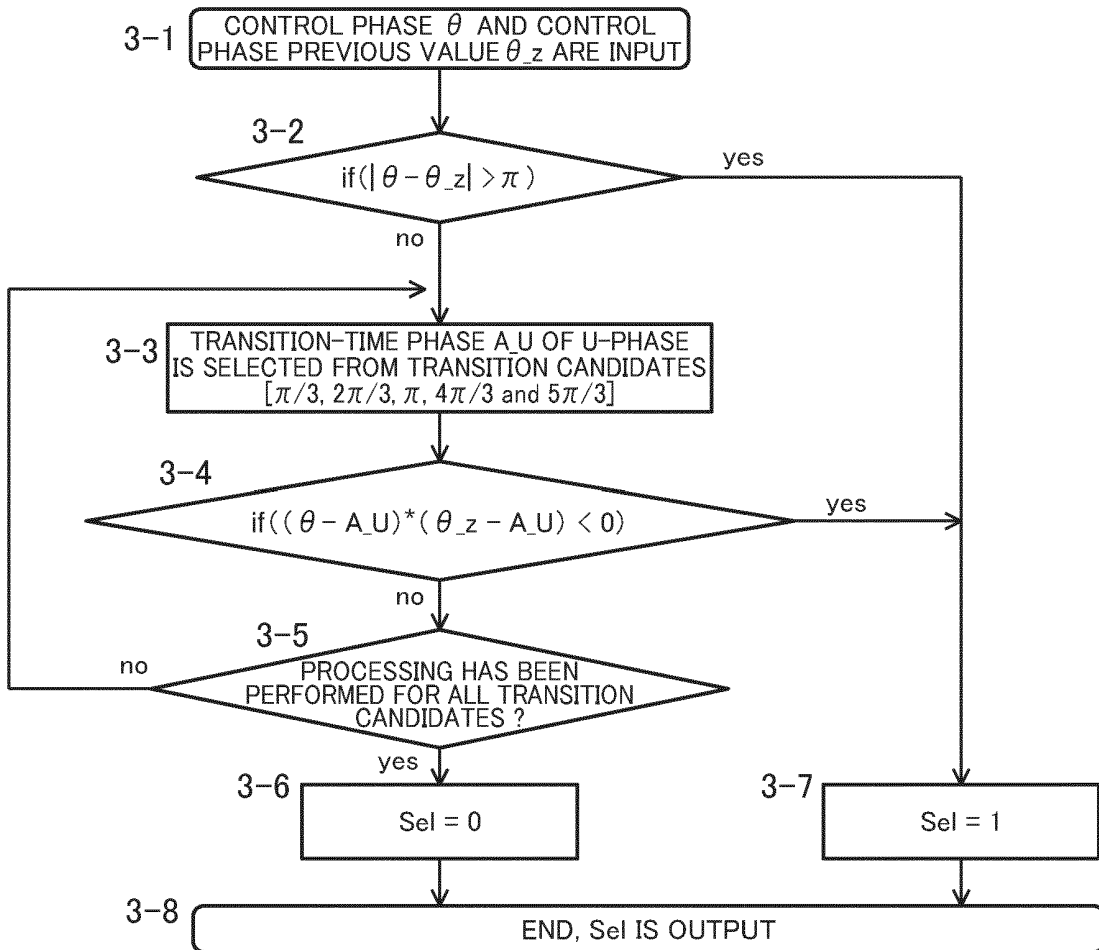 3-1
CONTROL PHASE θ AND CONTROL
PHASE PREVIOUS VALUE θ_z ARE INPUT
3-2
if(|θ-θ_z|>π)
yes
no
3-3
TRANSITION-TIME PHASE A_U OF U-PHASE
IS SELECTED FROM TRANSITION CANDIDATES
[π/3, 2π/3, π, 4π/3 and 5π/3]
3-4
if((θ-A_U)*(θ_z-A_U)<0)
yes
no
3-5
PROCESSING HAS BEEN
PERFORMED FOR ALL TRANSITION
CANDIDATES ?
no
yes
3-6
Sel = 0
3-7
Sel = 1
3-8
END, Sel IS OUTPUT